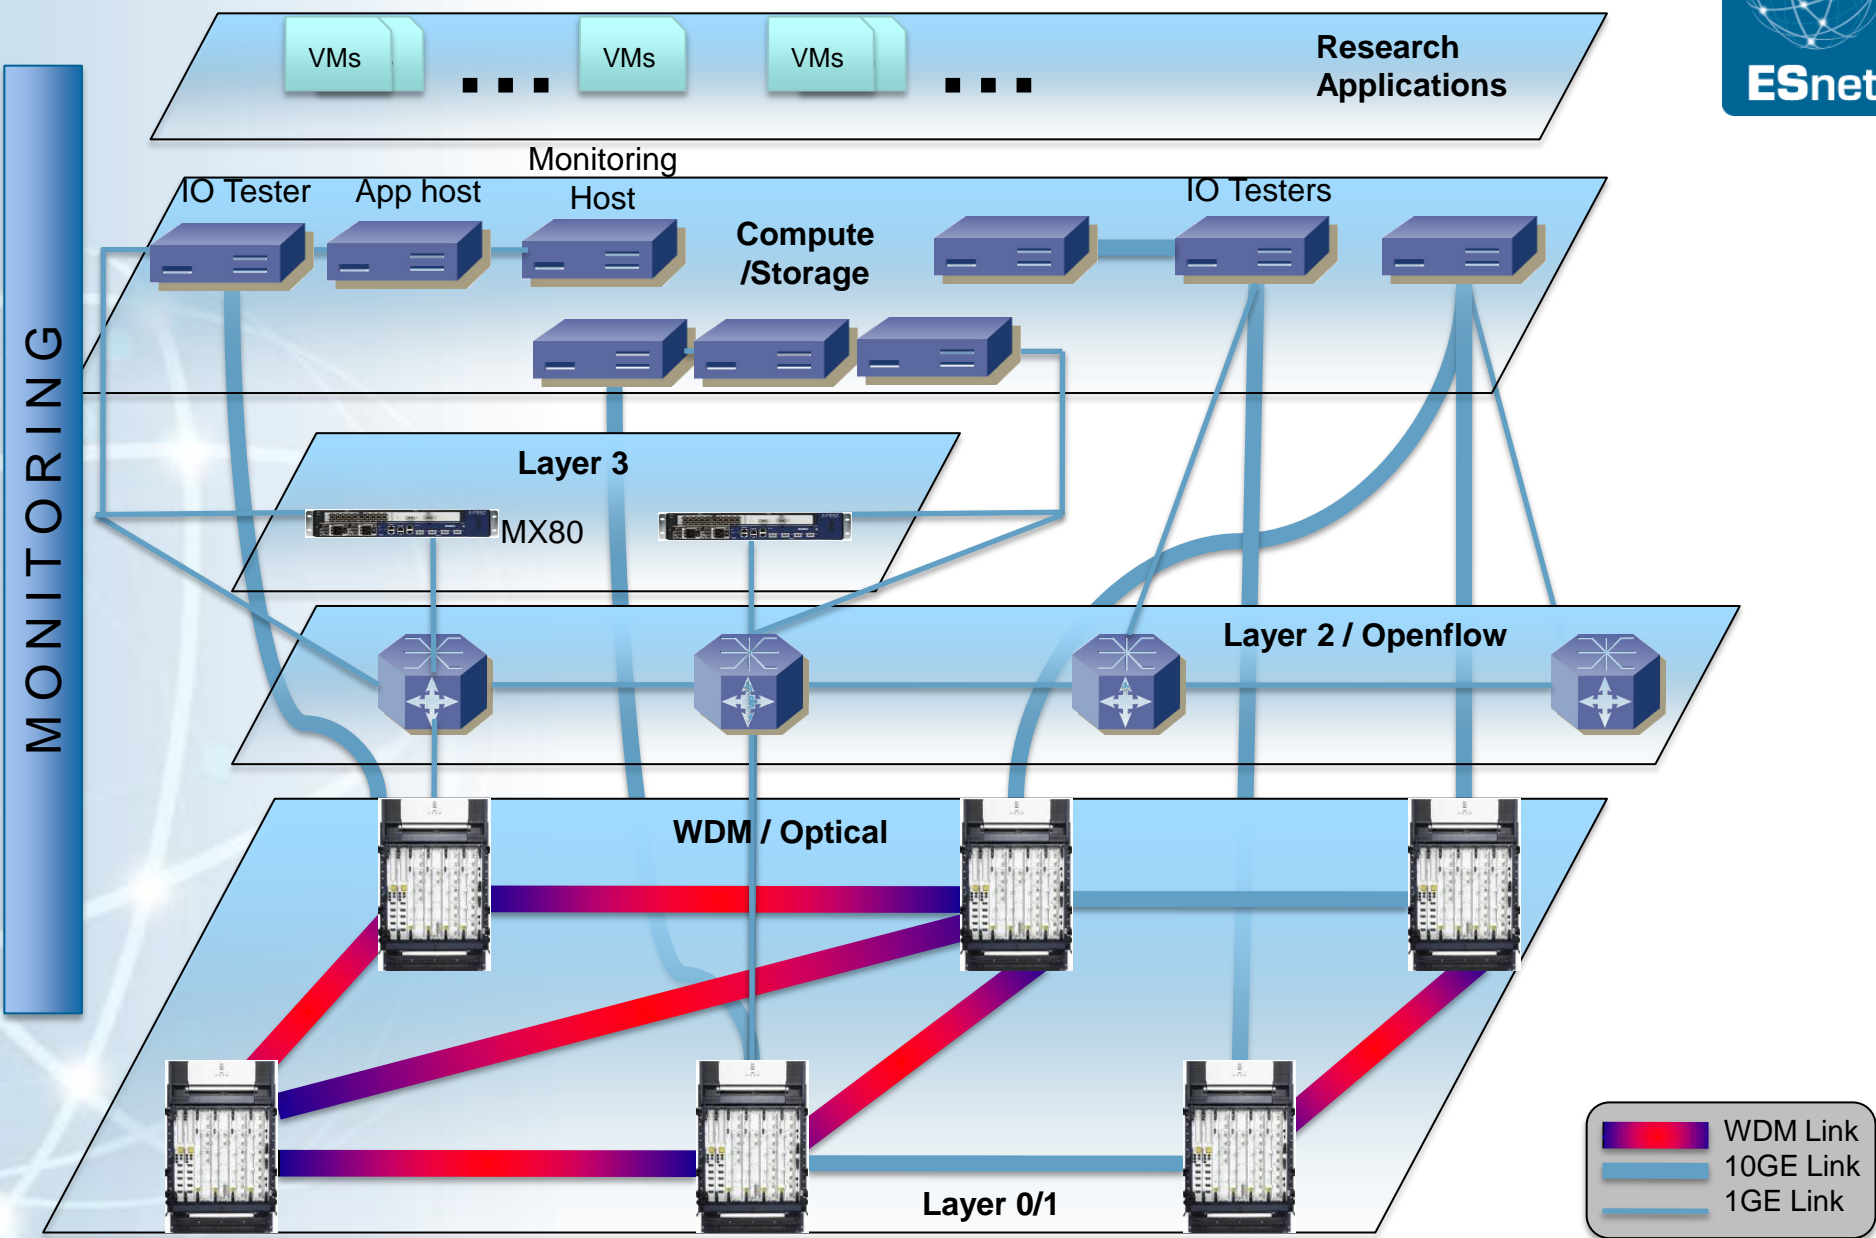 VMs
VMs
VMs
Research
Applications
ESnet
MONITORING
Monitoring
IO Tester
App host
Host
IO Testers
Compute
/Storage
Layer 3
MX80
Layer 2 / Openflow
WDM / Optical
Layer 0/1
WDM Link
10GE Link
1GE Link